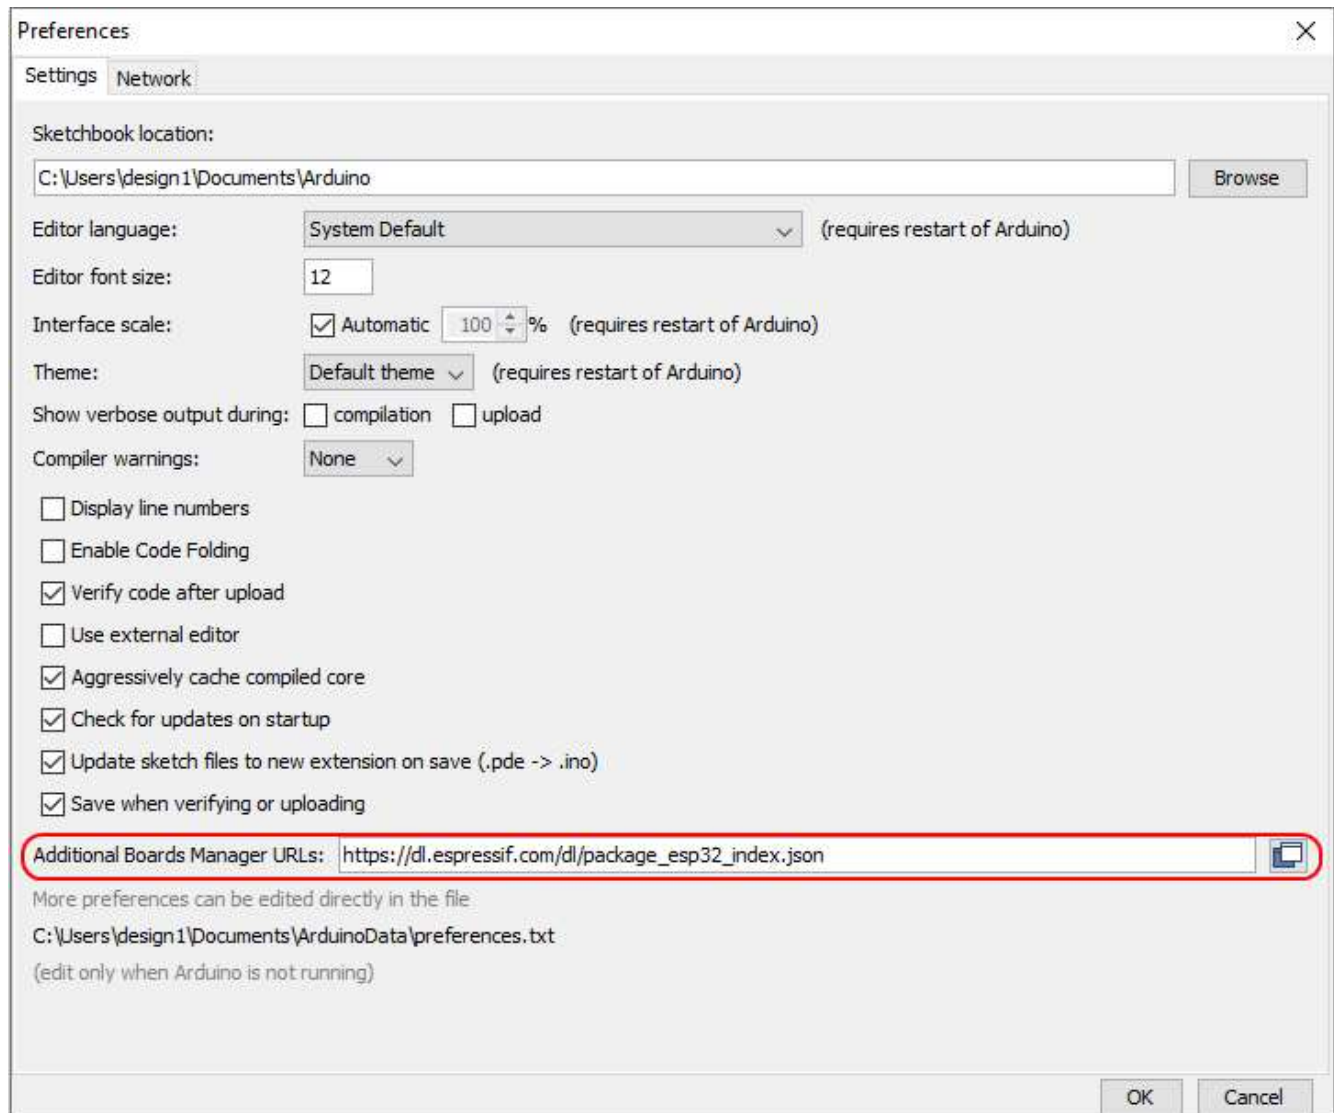 Preferences
Settings Network
Sketchbook location:
C:\Users\design1\Documents\Arduino Browse
Editor language: System Default (requires restart of Arduino)
Editor font size: 12
Interface scale: Automatic 100 % (requires restart of Arduino)
Theme: Default theme (requires restart of Arduino)
Show verbose output during: compilation upload
Compiler warnings: None
Display line numbers
Enable Code Folding
Verify code after upload
Use external editor
Aggressively cache compiled core
Check for updates on startup
Update sketch files to new extension on save (.pde -> .ino)
Save when verifying or uploading
Additional Boards Manager URLs: https://dl.espressif.com/dl/package_esp32_index.json
More preferences can be edited directly in the file
C:\Users\design1\Documents\ArduinoData\preferences.txt
(edit only when Arduino is not running)
OK Cancel